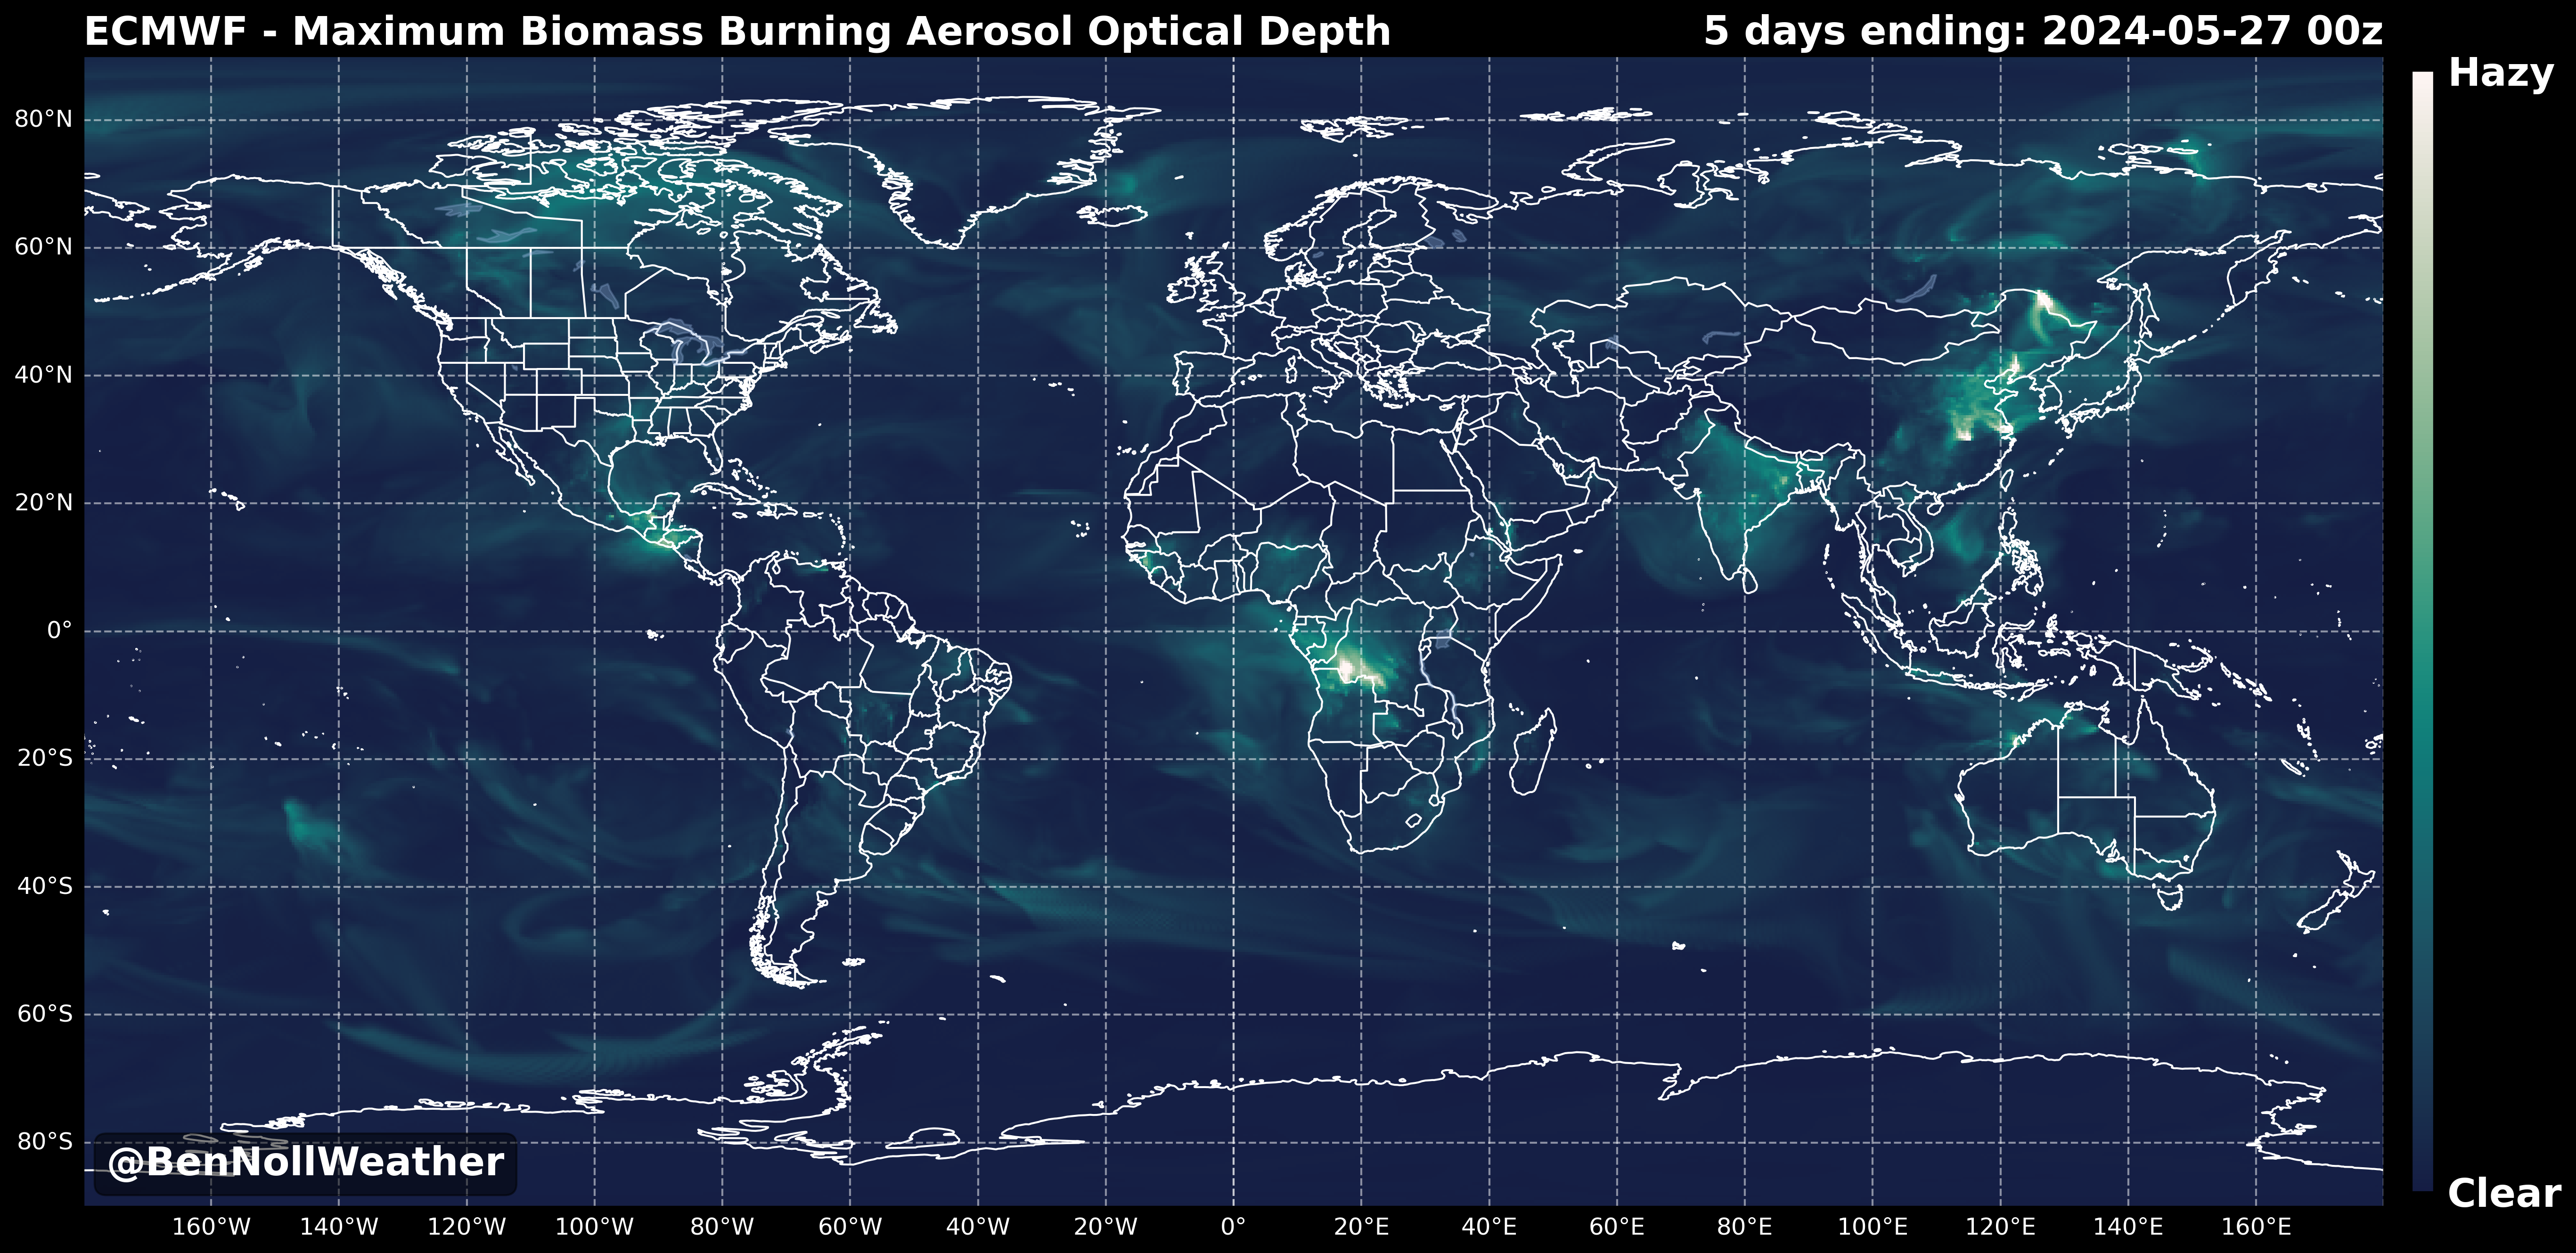 ECMWF - Maximum Biomass Burning Aerosol Optical Depth
5 days ending: 2024-05-27 00z
Hazy
80°N
60°N
40°N
20°N
0°
20°S
40°S
60°S
80°S
@BenNollWeather
Clear
160°W 140°W 120°W 100°W 80°W 60°W 40°W 20°W 0° 20°E 40°E 60°E 80°E 100°E 120°E 140°E 160°E